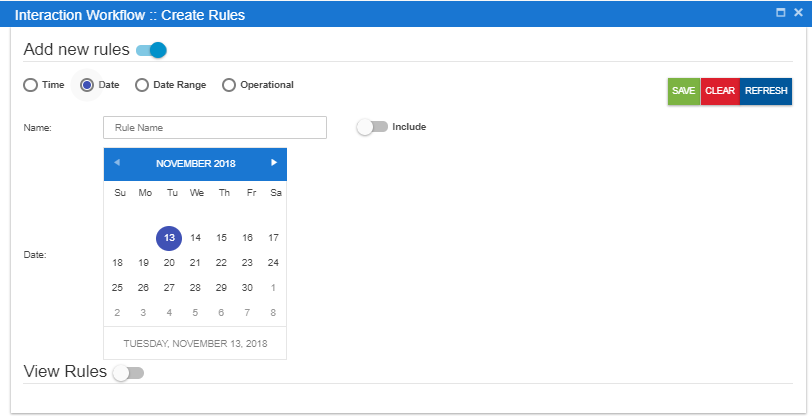 Interaction Workflow :: Create Rules
Add new rules
Time Date Date Range Operational
SAVE CLEAR REFRESH
Name: Rule Name Include
NOVEMBER 2018
Su Mo Tu We Th Fr Sa
13 14 15 16 17
Date:
18 19 20 21 22 23 24
25 26 27 28 29 30 1
2 3 4 5 6 7 8
TUESDAY, NOVEMBER 13, 2018
View Rules